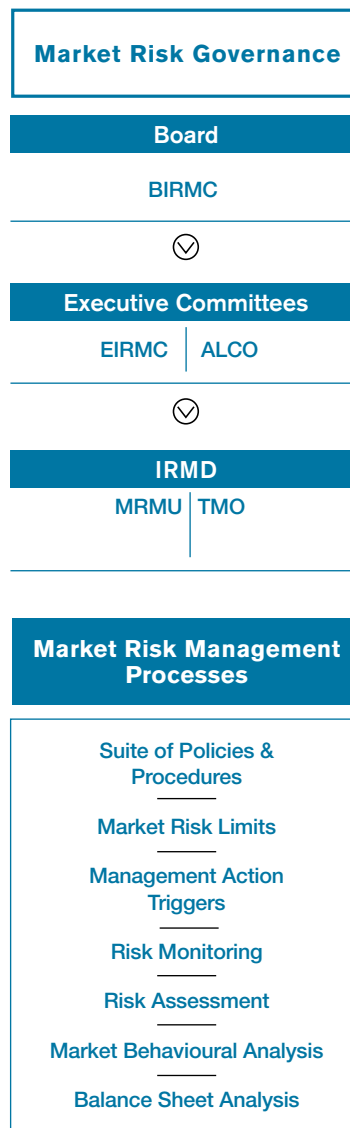 Market Risk Governance
Board
BIRMC
Executive Committees
EIRMC ALCO
IRMD
MRMU TMO
Market Risk Management
Processes
Suite of Policies &
Procedures
Market Risk Limits
Management Action
Triggers
Risk Monitoring
Risk Assessment
Market Behavioural Analysis
Balance Sheet Analysis